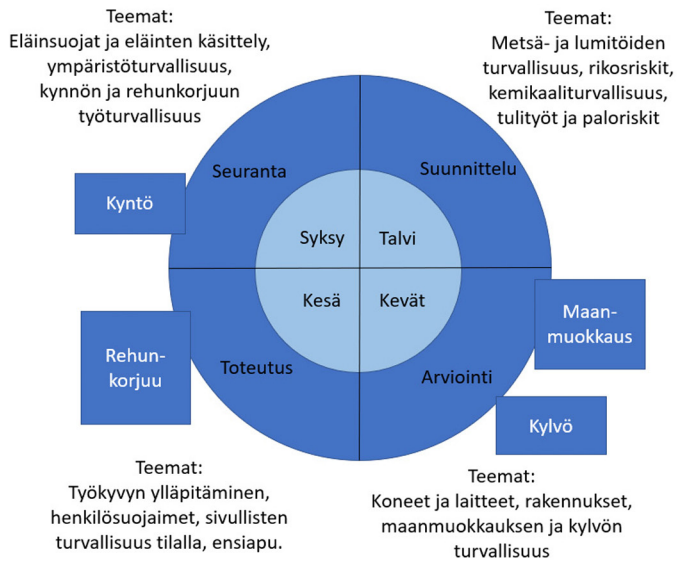 Teemat:
Eläinsuojat ja eläinten käsittely,
ympäristöturvallisuus,
kynnön ja rehunkorjuun
työturvallisuus
Teemat:
Metsä- ja lumitöiden
turvallisuus, rikosriskit,
kemikaaliturvallisuus,
tulityöt ja paloriskit
Seuranta
Suunnittelu
Kyntö
Syksy
Talvi
Kesä
Kevät
Maan-
muokkaus
Rehun-
korjuu
Toteutus
Arviointi
Kylvö
Teemat:
Työkyvyn ylläpitäminen,
henkilösuojaimet, sivullisten
turvallisuus tilalla, ensiapu.
Teemat:
Koneet ja laitteet, rakennukset,
maanmuokkauksen ja kylvön
turvallisuus